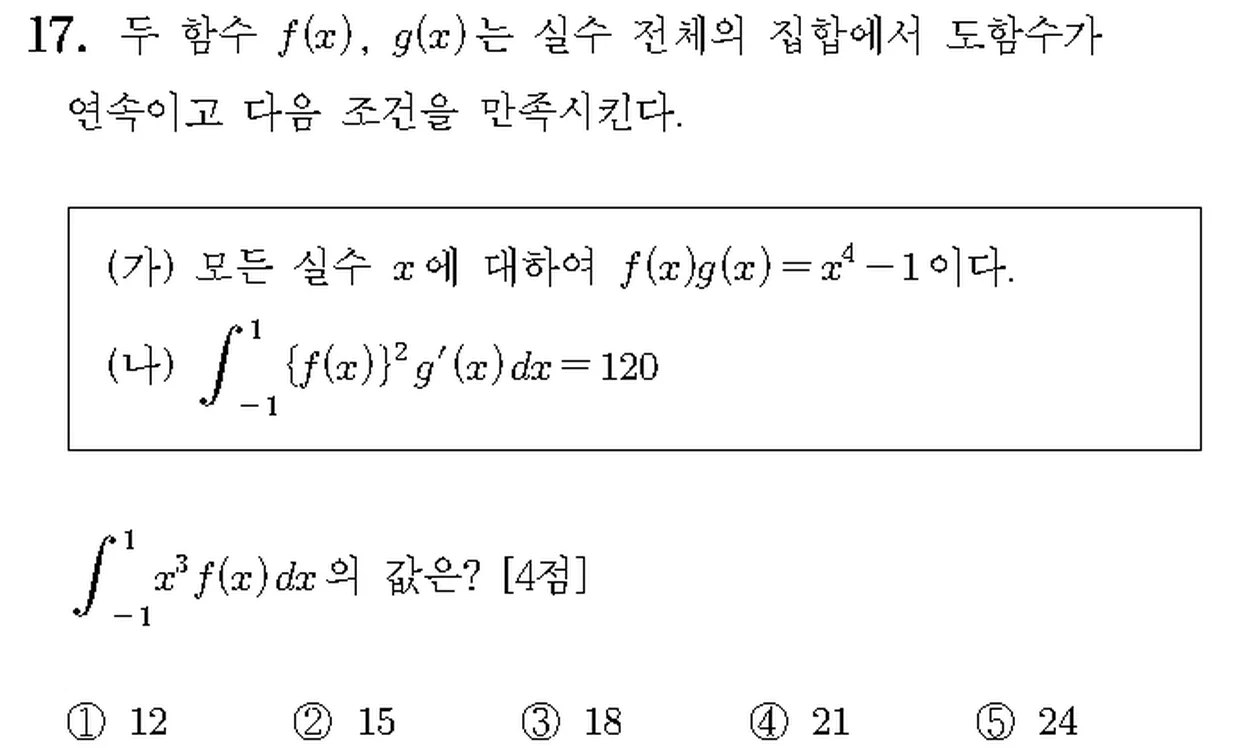 17. 두 함수 f(x), g(x)는 실수 전체의 집합에서 도함수가
연속이고 다음 조건을 만족시킨다.
(가) 모든 실수 x에 대하여 f(x)g(x)=x⁴-1이다.
(나) ∫₋₁¹ {f(x)}²g′(x)dx=120
∫₋₁¹ x³f(x)dx의 값은? [4점]
① 12 ② 15 ③ 18 ④ 21 ⑤ 24